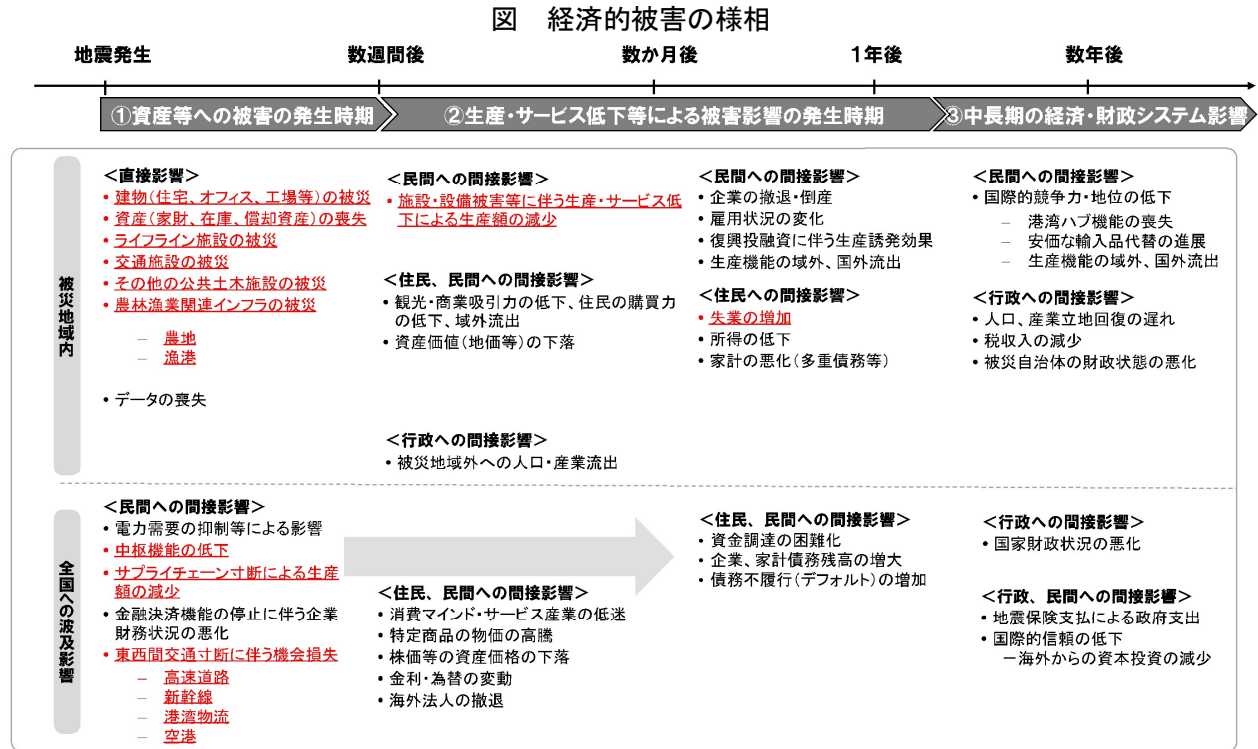 図　経済的被害の様相
地震発生
数週間後
数か月後
1年後
数年後
①資産等への被害の発生時期
②生産・サービス低下等による被害影響の発生時期
③中長期の経済・財政システム影響
被災地域内
＜直接影響＞
• 建物(住宅、オフィス、工場等)の被災
• 資産(家財、在庫、償却資産)の喪失
• ライフライン施設の被災
• 交通施設の被災
• その他の公共土木施設の被災
• 農林漁業関連インフラの被災
– 農地
– 漁港
• データの喪失
＜民間への間接影響＞
• 施設・設備被害等に伴う生産・サービス低
下による生産額の減少
＜住民、民間への間接影響＞
• 観光・商業吸引力の低下、住民の購買力
の低下、域外流出
• 資産価値(地価等)の下落
＜行政への間接影響＞
• 被災地域外への人口・産業流出
＜民間への間接影響＞
• 企業の撤退・倒産
• 雇用状況の変化
• 復興投融資に伴う生産誘発効果
• 生産機能の域外、国外流出
＜住民への間接影響＞
• 失業の増加
• 所得の低下
• 家計の悪化(多重債務等)
＜民間への間接影響＞
• 国際的競争力・地位の低下
– 港湾ハブ機能の喪失
– 安価な輸入品代替の進展
– 生産機能の域外、国外流出
＜行政への間接影響＞
• 人口、産業立地回復の遅れ
• 税収入の減少
• 被災自治体の財政状態の悪化
全国への波及影響
＜民間への間接影響＞
• 電力需要の抑制等による影響
• 中枢機能の低下
• サプライチェーン寸断による生産
額の減少
• 金融決済機能の停止に伴う企業
財務状況の悪化
• 東西間交通寸断に伴う機会損失
– 高速道路
– 新幹線
– 港湾物流
– 空港
＜住民、民間への間接影響＞
• 消費マインド・サービス産業の低迷
• 特定商品の物価の高騰
• 株価等の資産価格の下落
• 金利・為替の変動
• 海外法人の撤退
＜住民、民間への間接影響＞
• 資金調達の困難化
• 企業、家計債務残高の増大
• 債務不履行(デフォルト)の増加
＜行政への間接影響＞
• 国家財政状況の悪化
＜行政、民間への間接影響＞
• 地震保険支払による政府支出
• 国際的信頼の低下
－海外からの資本投資の減少